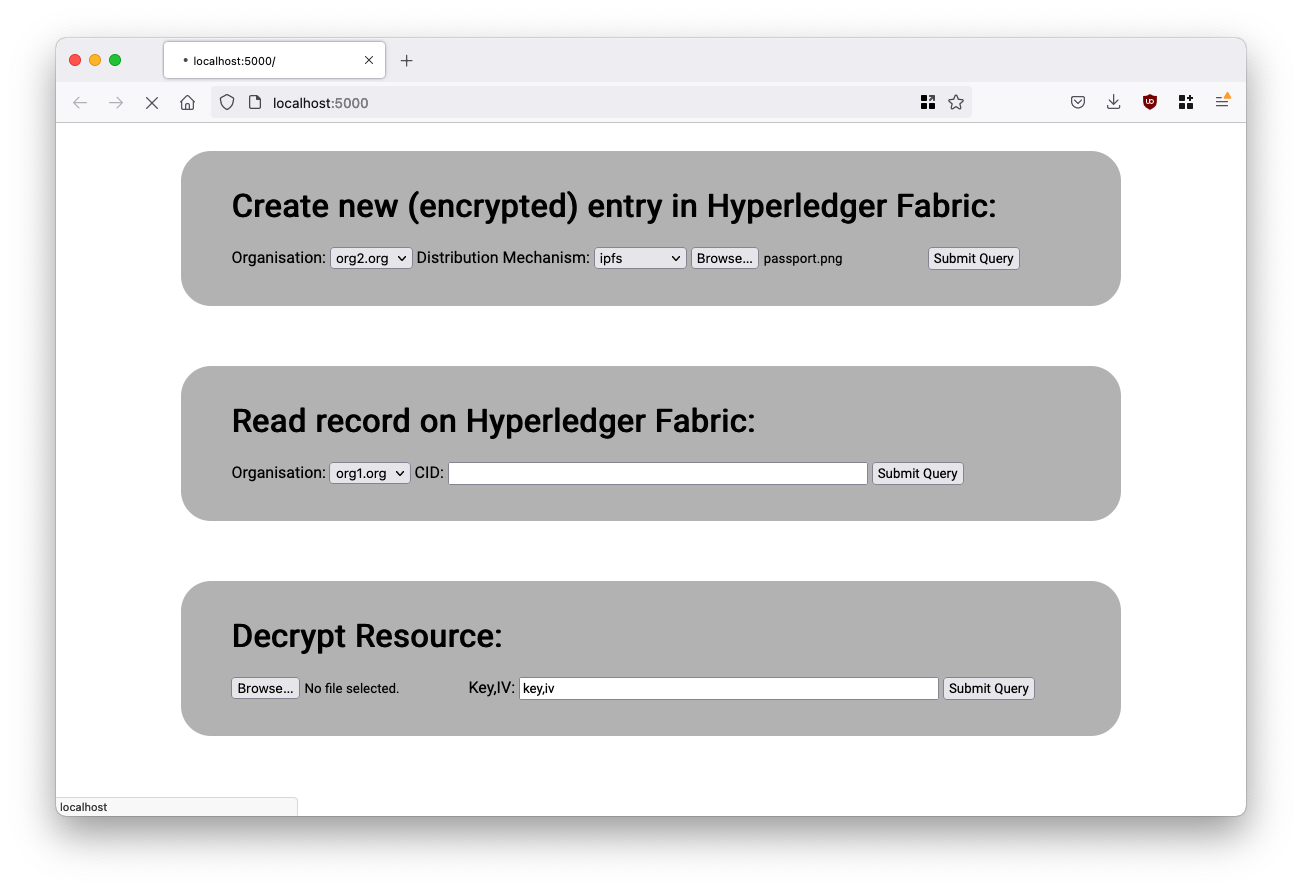 localhost:5000/
localhost:5000
Create new (encrypted) entry in Hyperledger Fabric:
Organisation: org2.org Distribution Mechanism: ipfs Browse... passport.png Submit Query
Read record on Hyperledger Fabric:
Organisation: org1.org CID: Submit Query
Decrypt Resource:
Browse... No file selected. Key,IV: key,iv Submit Query
localhost